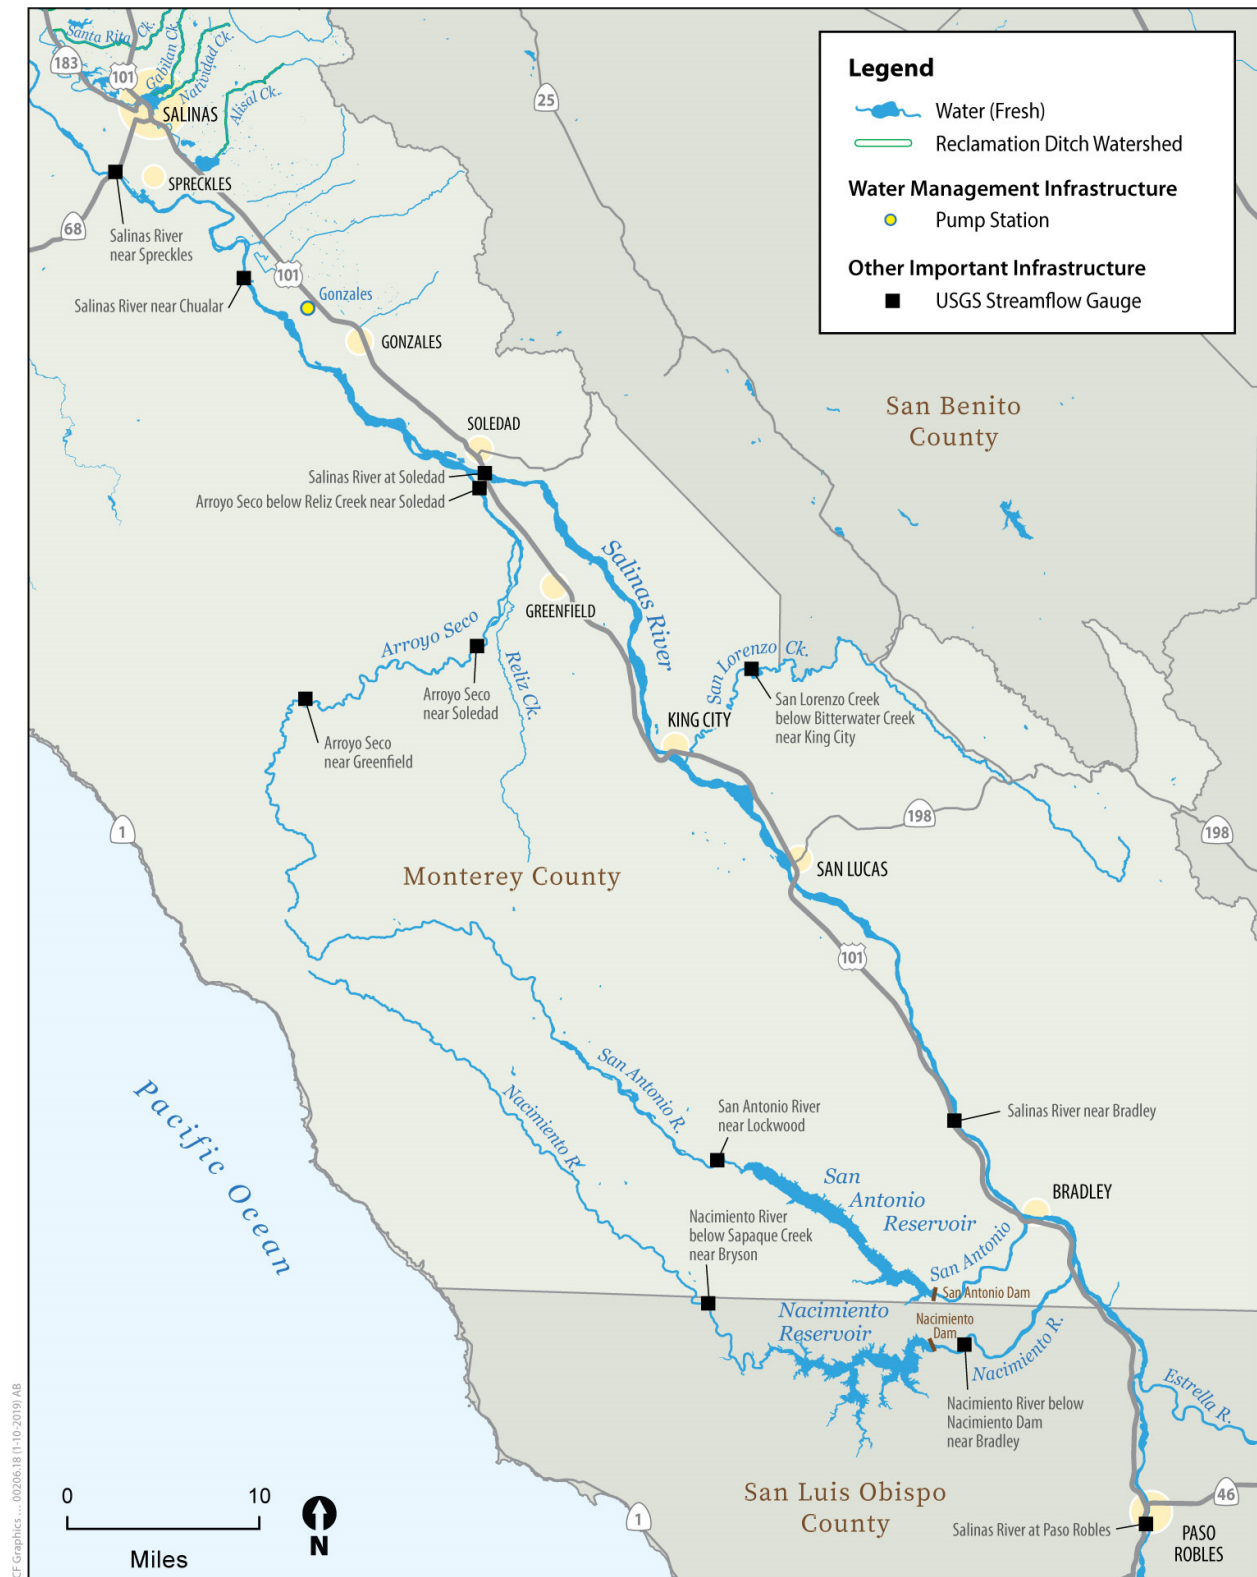 Santa Rita Ck.
Gabilan Ck.
Natividad Ck.
Alisal Ck.
183
101
SALINAS
25
SPRECKLES
68
Salinas River
near Spreckles
101
Salinas River near Chualar
Gonzales
GONZALES
Legend
Water (Fresh)
Reclamation Ditch Watershed
Water Management Infrastructure
Pump Station
Other Important Infrastructure
USGS Streamflow Gauge
San Benito
County
SOLEDAD
Salinas River at Soledad
Arroyo Seco below Reliz Creek near Soledad
Salinas River
GREENFIELD
Arroyo Seco
Reliz Ck.
San Lorenzo Ck.
Arroyo Seco
near Soledad
San Lorenzo Creek
below Bitterwater Creek
near King City
KING CITY
Arroyo Seco
near Greenfield
1
198
198
SAN LUCAS
Monterey County
101
San Antonio R.
Nacimiento R.
Pacific Ocean
San Antonio River
near Lockwood
Salinas River near Bradley
San
Antonio
Reservoir
BRADLEY
Nacimiento River
below Sapaque Creek
near Bryson
San Antonio
San Antonio Dam
Nacimiento
Reservoir
Nacimiento
Dam
Nacimiento R.
Estrella R.
Nacimiento River below
Nacimiento Dam
near Bradley
San Luis Obispo
County
46
1
Salinas River at Paso Robles
PASO
ROBLES
0 10
Miles
N
CF Graphics … 00206.18 (1-10-2019) AB